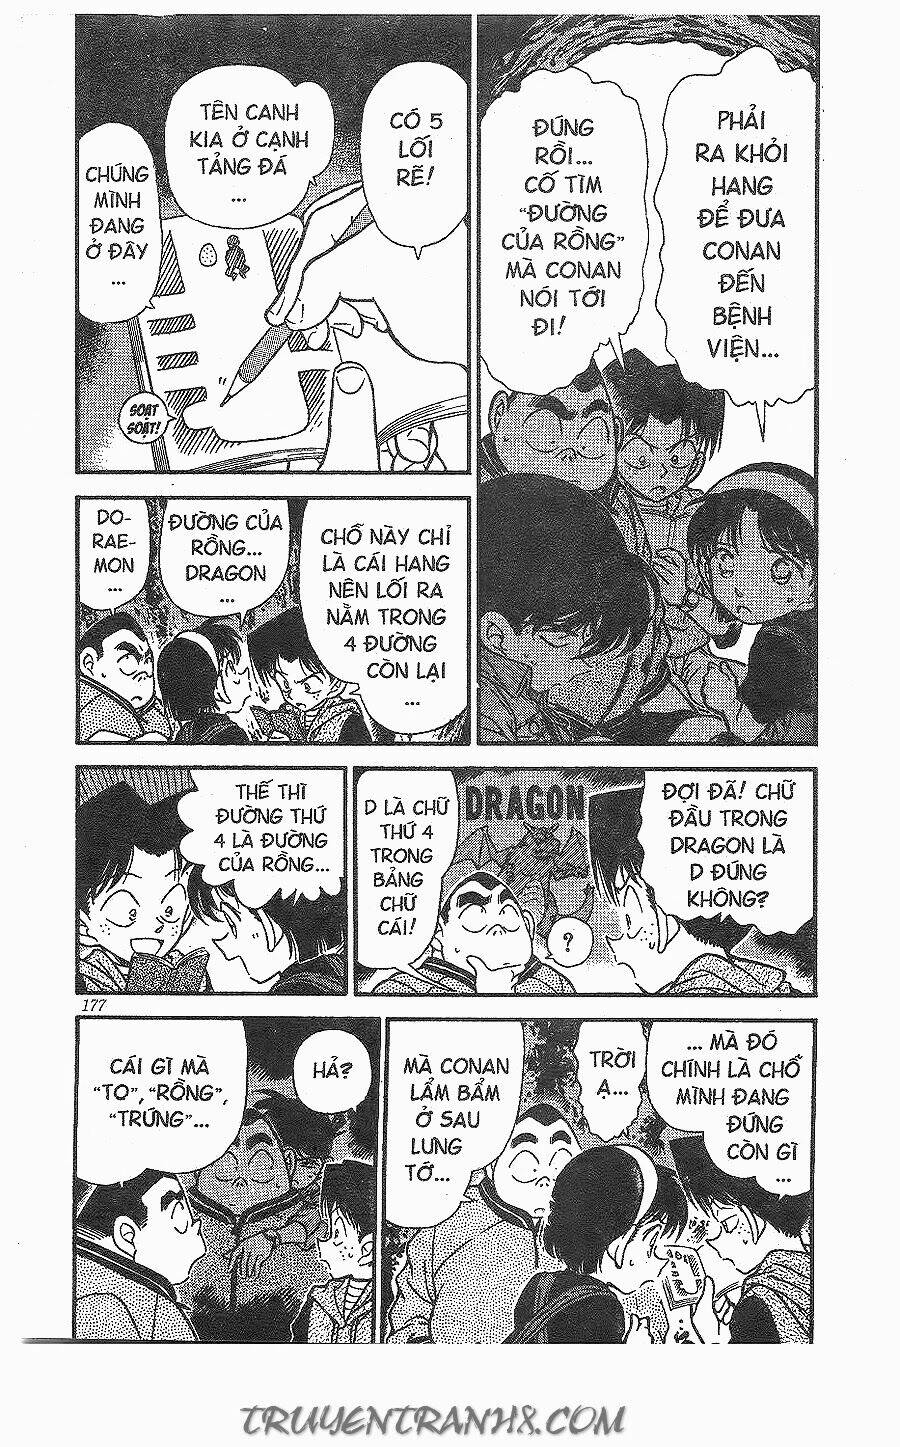 PHẢI
RA KHỎI
HANG
ĐỂ ĐƯA
CONAN
ĐẾN
BỆNH
VIỆN...
ĐÚNG
RỒI...
CỐ TÌM
“ĐƯỜNG
CỦA RỒNG”
MÀ CONAN
NÓI TỚI
ĐI!
CÓ 5
LỐI
RẼ!
TÊN CANH
KIA Ở CẠNH
TẢNG ĐÁ
...
CHÚNG
MÌNH
ĐANG
Ở ĐÂY
...
SOẠT
SOẠT!
CHỖ NÀY CHỈ
LÀ CÁI HANG
NÊN LỐI RA
NẰM TRONG
4 ĐƯỜNG
CÒN LẠI
...
ĐƯỜNG CỦA
RỒNG...
DRAGON
...
DO-
RAE-
MON
...
ĐỢI ĐÃ! CHỮ
ĐẦU TRONG
DRAGON LÀ
D ĐÚNG
KHÔNG?
DRAGON
?
D LÀ CHỮ
THỨ 4
TRONG
BẢNG
CHỮ
CÁI!
THẾ THÌ
ĐƯỜNG THỨ
4 LÀ ĐƯỜNG
CỦA RỒNG...
177
... MÀ ĐÓ
CHÍNH LÀ CHỖ
MÌNH ĐANG
ĐỨNG
CÒN GÌ
...
TRỜI
Ạ...
MÀ CONAN
LẨM BẨM
Ở SAU
LƯNG
TỚ...
HẢ?
CÁI GÌ MÀ
“TO”, “RỒNG”,
“TRỨNG”...
TRUYENTRANH8.COM